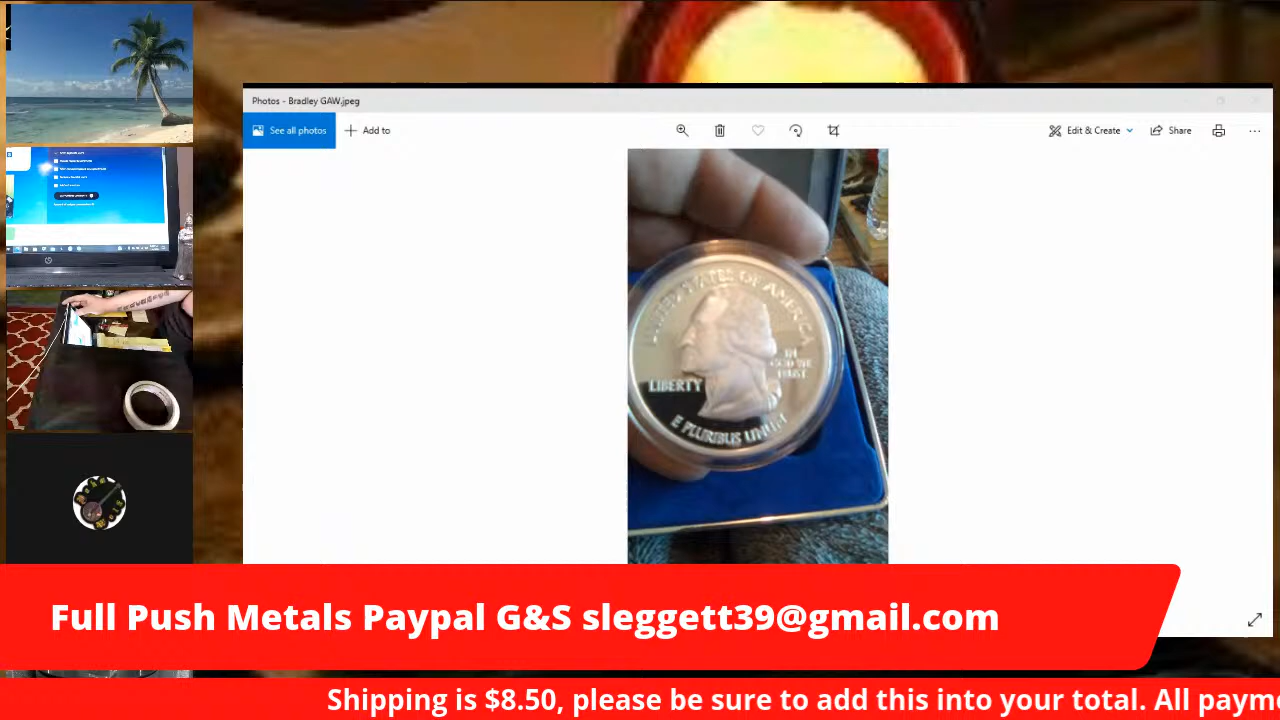 Photos - Bradley GAW.jpeg
See all photos
Add to
Edit & Create
Share
UNITED STATES OF AMERICA
IN
GOD WE
TRUST
LIBERTY
E PLURIBUS UNUM
Full Push Metals Paypal G&S sleggett39@gmail.com
Shipping is $8.50, please be sure to add this into your total. All paym